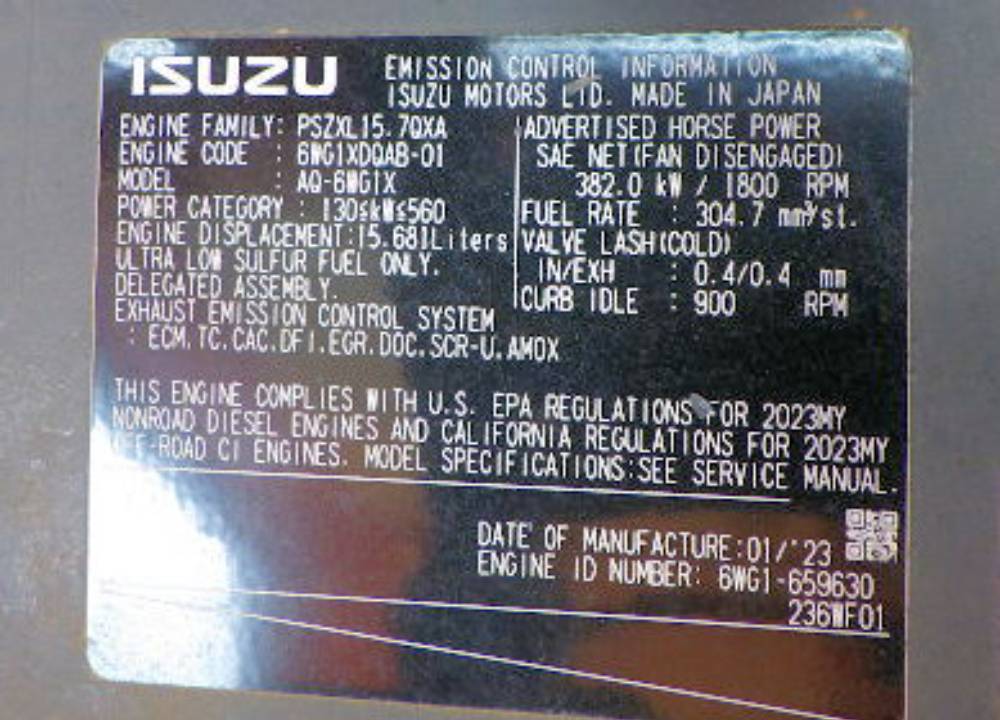 ISUZU
EMISSION CONTROL INFORMATION
ISUZU MOTORS LTD. MADE IN JAPAN
ENGINE FAMILY: PSZXL15.7QXA
ENGINE CODE : 6WG1XDQAB-01
MODEL : AQ-6WG1X
POWER CATEGORY : 130≤kW≤560
ENGINE DISPLACEMENT:15.681Liters
ULTRA LOW SULFUR FUEL ONLY.
DELEGATED ASSEMBLY.
EXHAUST EMISSION CONTROL SYSTEM
: ECM.TC.CAC.DFI.EGR.DOC.SCR-U.AMOX
ADVERTISED HORSE POWER
SAE NET(FAN DISENGAGED)
382.0 kW / 1800 RPM
FUEL RATE : 304.7 mm³/st.
VALVE LASH(COLD)
IN/EXH : 0.4/0.4 mm
CURB IDLE : 900 RPM
THIS ENGINE COMPLIES WITH U.S. EPA REGULATIONS FOR 2023MY
NONROAD DIESEL ENGINES AND CALIFORNIA REGULATIONS FOR 2023MY
OFF-ROAD CI ENGINES. MODEL SPECIFICATIONS:SEE SERVICE MANUAL.
DATE OF MANUFACTURE:01/'23
ENGINE ID NUMBER: 6WG1-659630
236WF01